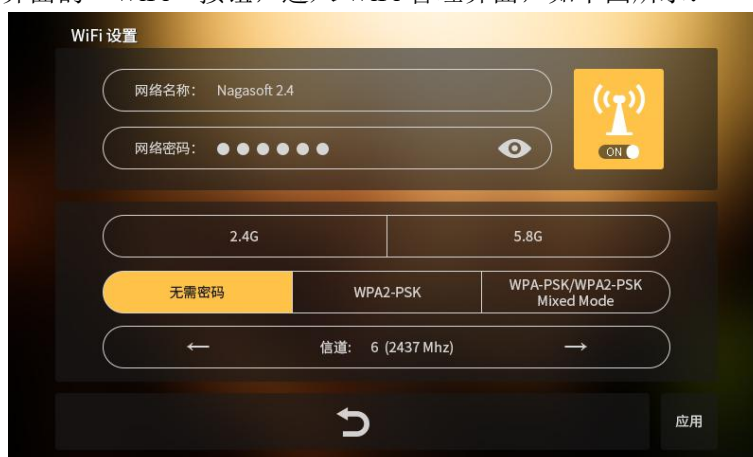 WiFi 设置
网络名称: Nagasoft 2.4
网络密码: ●●●●●●
ON
2.4G 5.8G
无需密码 WPA2-PSK WPA-PSK/WPA2-PSK
Mixed Mode
← 信道: 6 (2437 Mhz) →
应用